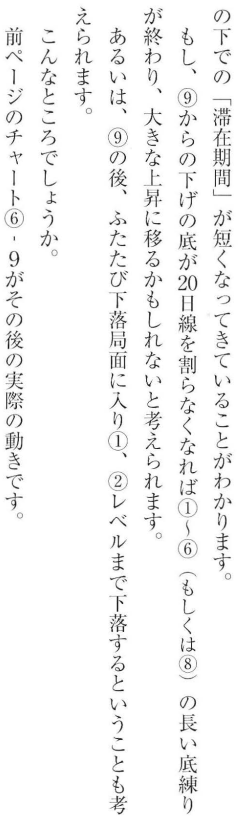 の下での「滞在期間」が短くなってきていることがわかります。
もし、⑨からの下げの底が20日線を割らなくなれば①～⑥（もしくは⑧）の長い底練り
が終わり、大きな上昇に移るかもしれないと考えられます。
あるいは、⑨の後、ふたたび下落局面に入り①、②レベルまで下落するということも考
えられます。
こんなところでしょうか。
前ページのチャート⑥-9がその後の実際の動きです。